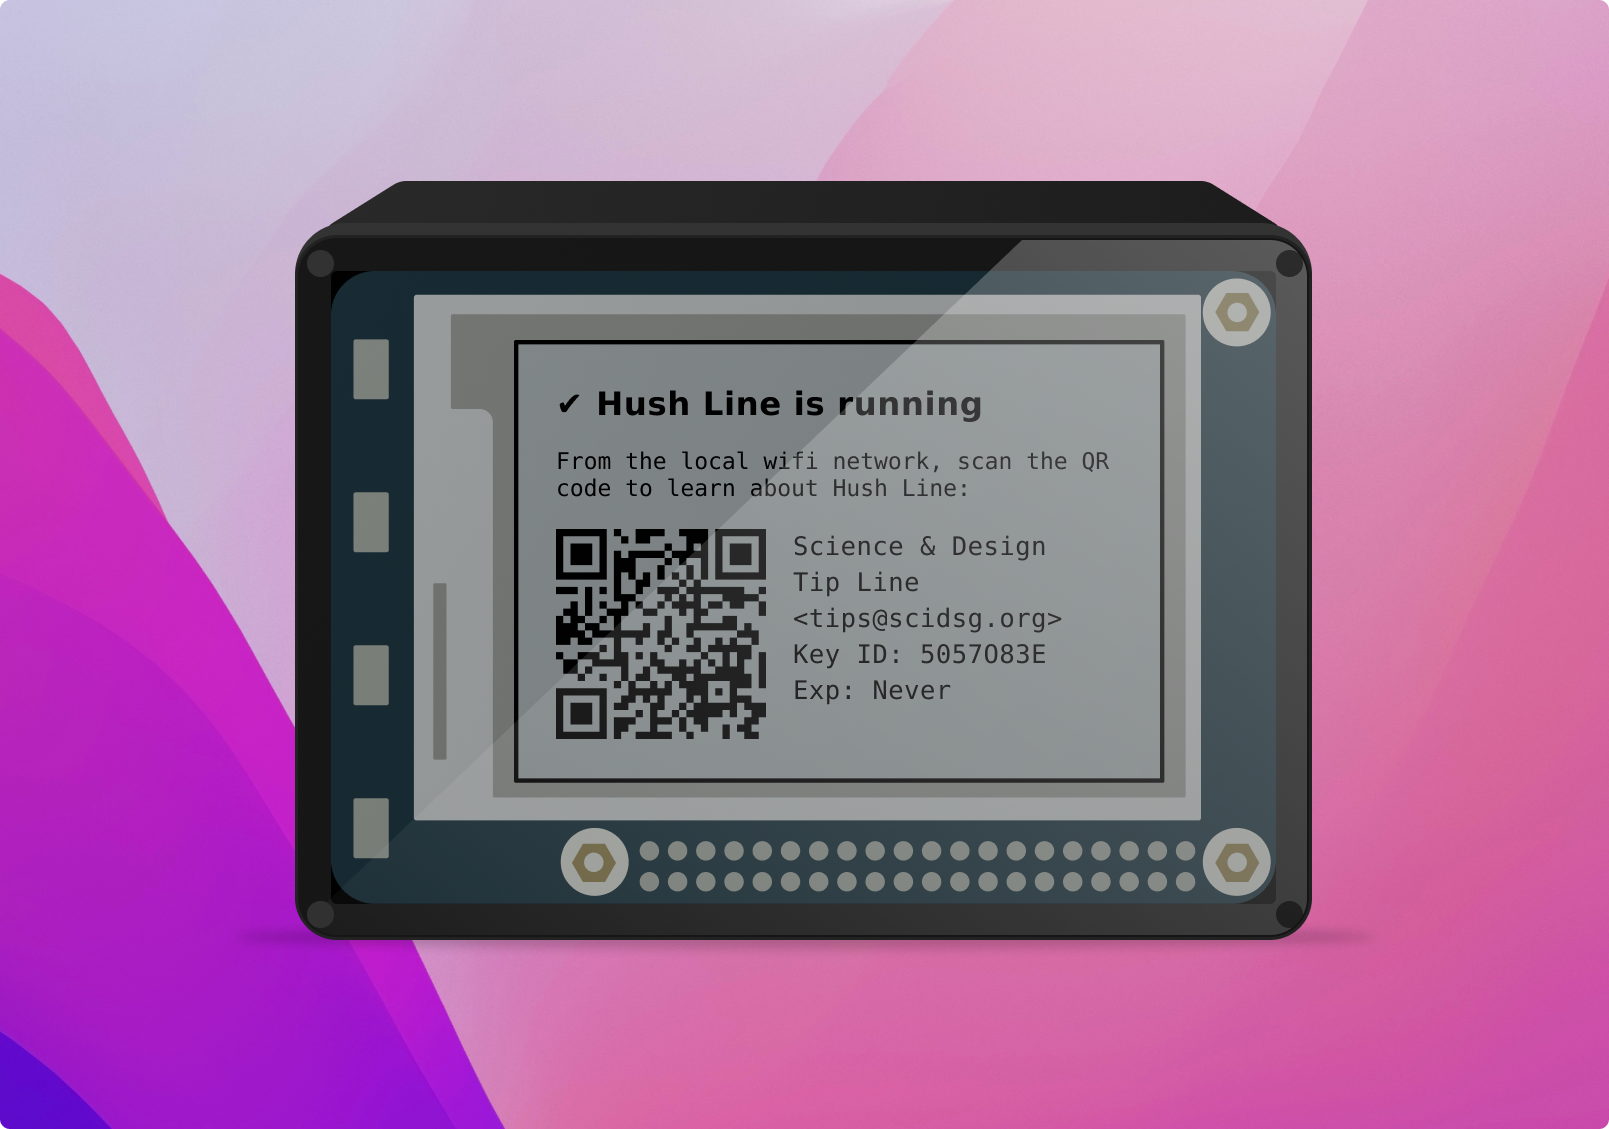 ✔ Hush Line is running
From the local wifi network, scan the QR
code to learn about Hush Line:
Science & Design
Tip Line
<tips@scidsg.org>
Key ID: 5057O83E
Exp: Never